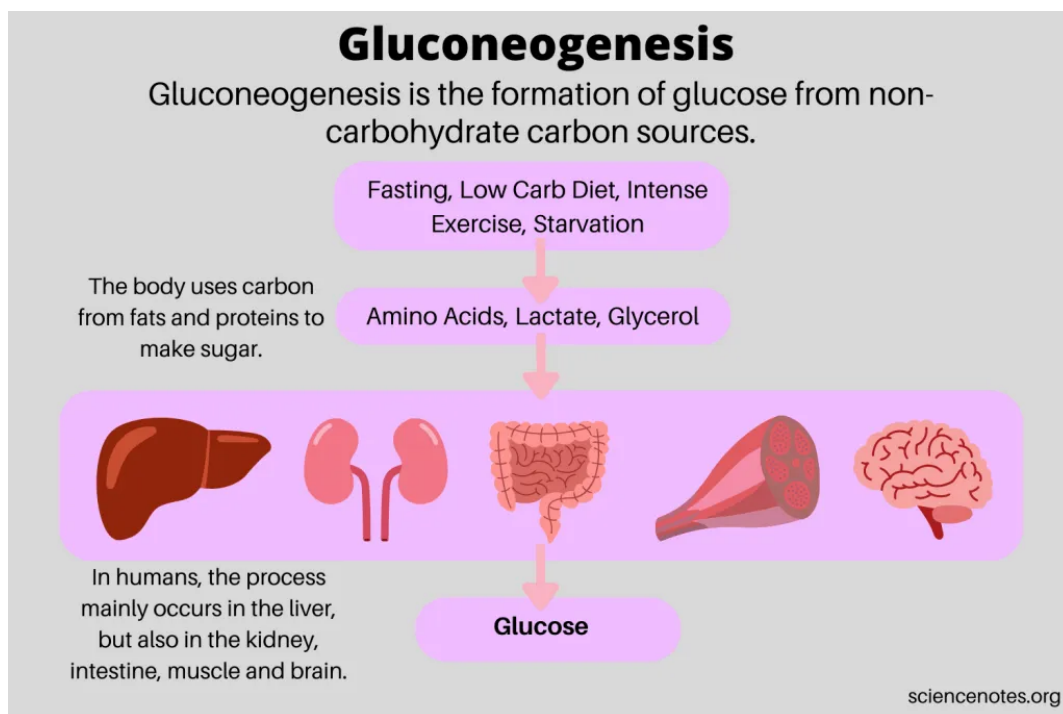 Gluconeogenesis
Gluconeogenesis is the formation of glucose from non-
carbohydrate carbon sources.
Fasting, Low Carb Diet, Intense
Exercise, Starvation
The body uses carbon
from fats and proteins to
make sugar.
Amino Acids, Lactate, Glycerol
In humans, the process
mainly occurs in the liver,
but also in the kidney,
intestine, muscle and brain.
Glucose
sciencenotes.org